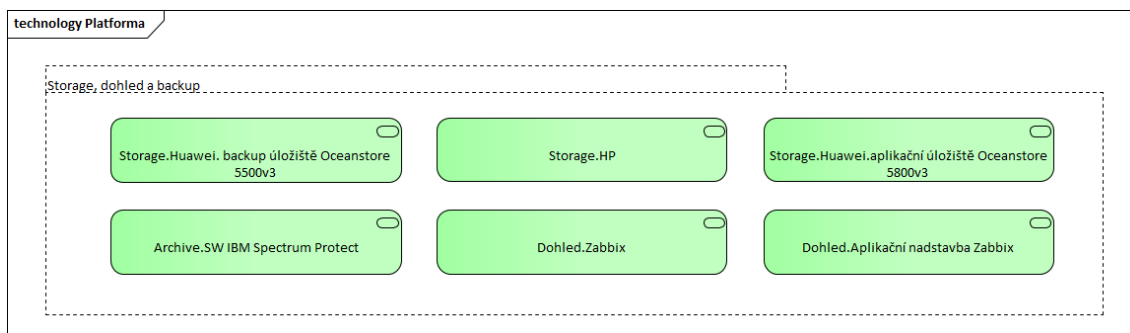 technology Platforma
Storage, dohled a backup
Storage.Huawei. backup úložiště Oceanstore
5500v3
Storage.HP
Storage.Huawei.aplikační úložiště Oceanstore
5800v3
Archive.SW IBM Spectrum Protect
Dohled.Zabbix
Dohled.Aplikační nadstavba Zabbix